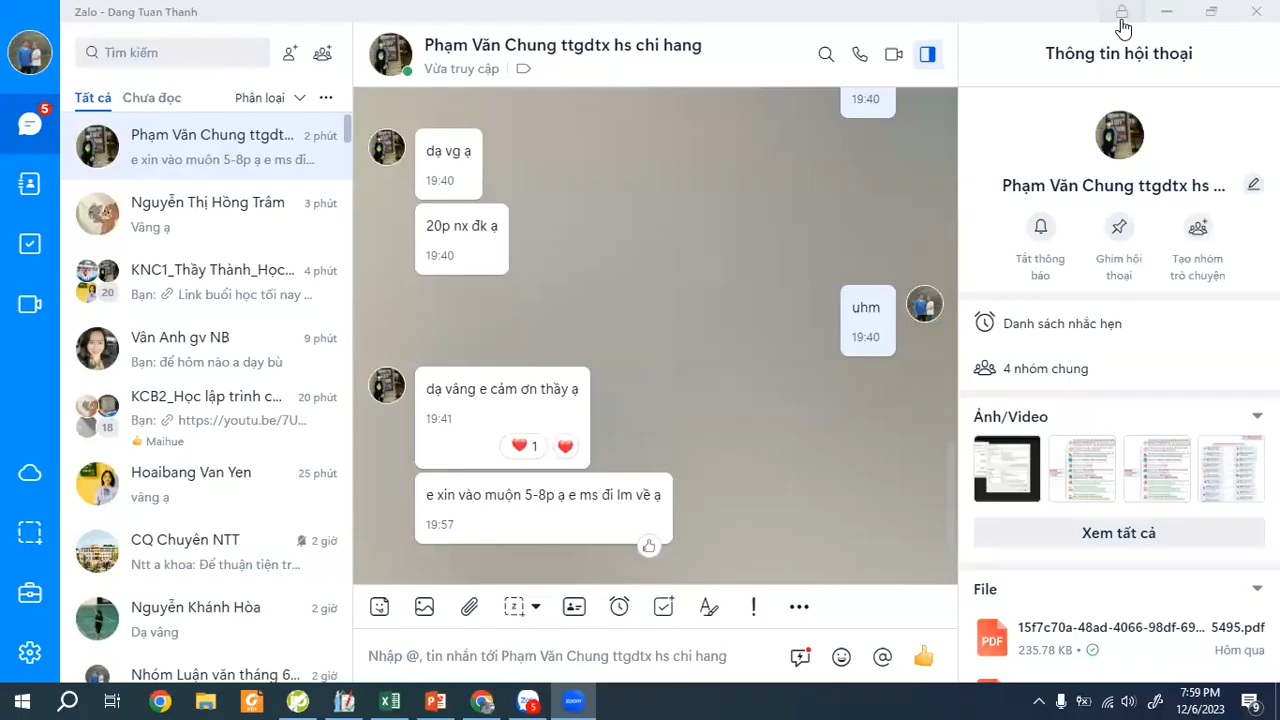 Zalo - Dang Tuan Thanh
Tìm kiếm
Tất cả
Chưa đọc
Phân loại
5
Phạm Văn Chung ttgdt...
2 phút
e xin vào muộn 5-8p ạ e ms đi...
Nguyễn Thị Hồng Trâm
3 phút
Vâng ạ
KNC1_Thầy Thành_Học...
4 phút
20
Bạn: Link buổi học tối nay ...
Vân Anh gv NB
9 phút
Bạn: để hôm nào a dạy bù
KCB2_Học lập trình c...
20 phút
18
Bạn: https://youtu.be/7U...
Maihue
Hoaibang Van Yen
25 phút
vâng ạ
CQ Chuyên NTT
2 giờ
Ntt a khoa: Để thuận tiện tr...
Nguyễn Khánh Hòa
2 giờ
Dạ vâng
Nhóm Luận văn tháng 6...
2 giờ
Phạm Văn Chung ttgdtx hs chi hang
Vừa truy cập
19:40
dạ vg ạ
19:40
20p nx đk ạ
19:40
uhm
19:40
dạ vâng e cảm ơn thầy ạ
19:41
1
e xin vào muộn 5-8p ạ e ms đi lm về ạ
19:57
Nhập @, tin nhắn tới Phạm Văn Chung ttgdtx hs chi hang
Thông tin hội thoại
Phạm Văn Chung ttgdtx hs ...
Tắt thông báo
Ghim hội thoại
Tạo nhóm trò chuyện
Danh sách nhắc hẹn
4 nhóm chung
Ảnh/Video
Xem tất cả
File
PDF
15f7c70a-48ad-4066-98df-69... 5495.pdf
235.78 KB
Hôm qua
5
zoom
7:59 PM
12/6/2023
9